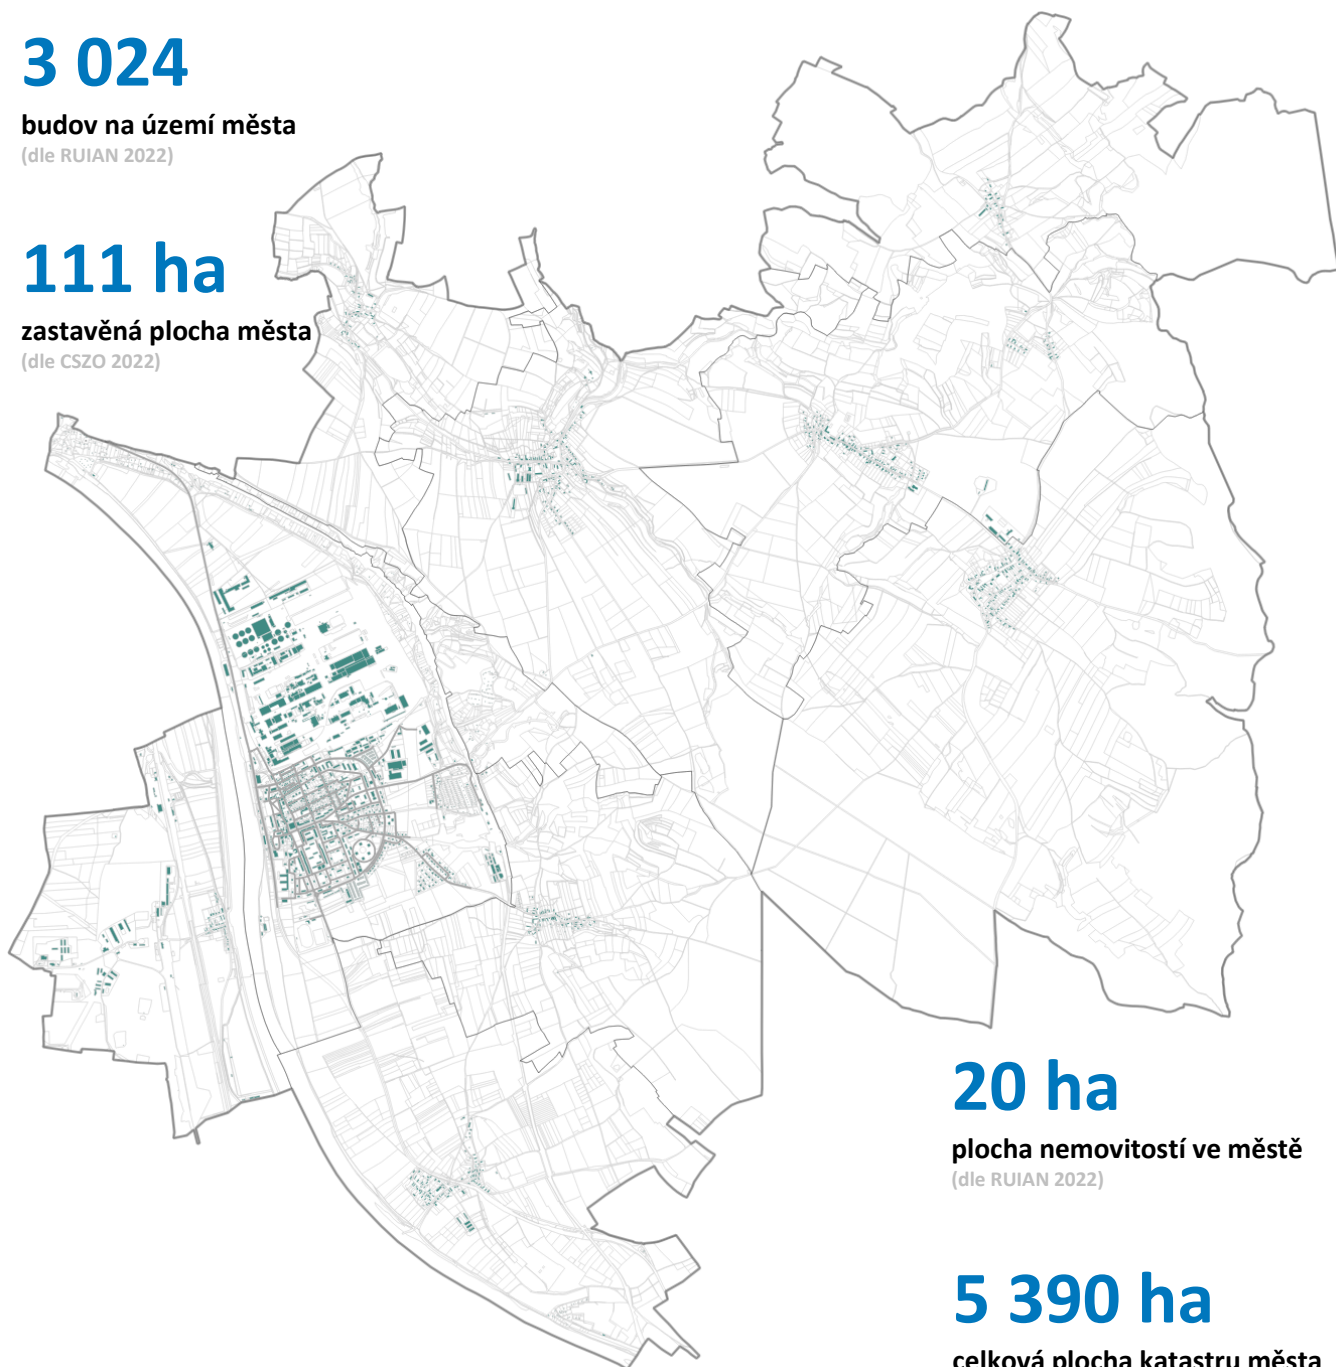 3 024
budov na území města
(dle RUIAN 2022)
111 ha
zastavěná plocha města
(dle CSZO 2022)
20 ha
plocha nemovitostí ve městě
(dle RUIAN 2022)
5 390 ha
celková plocha katastru města